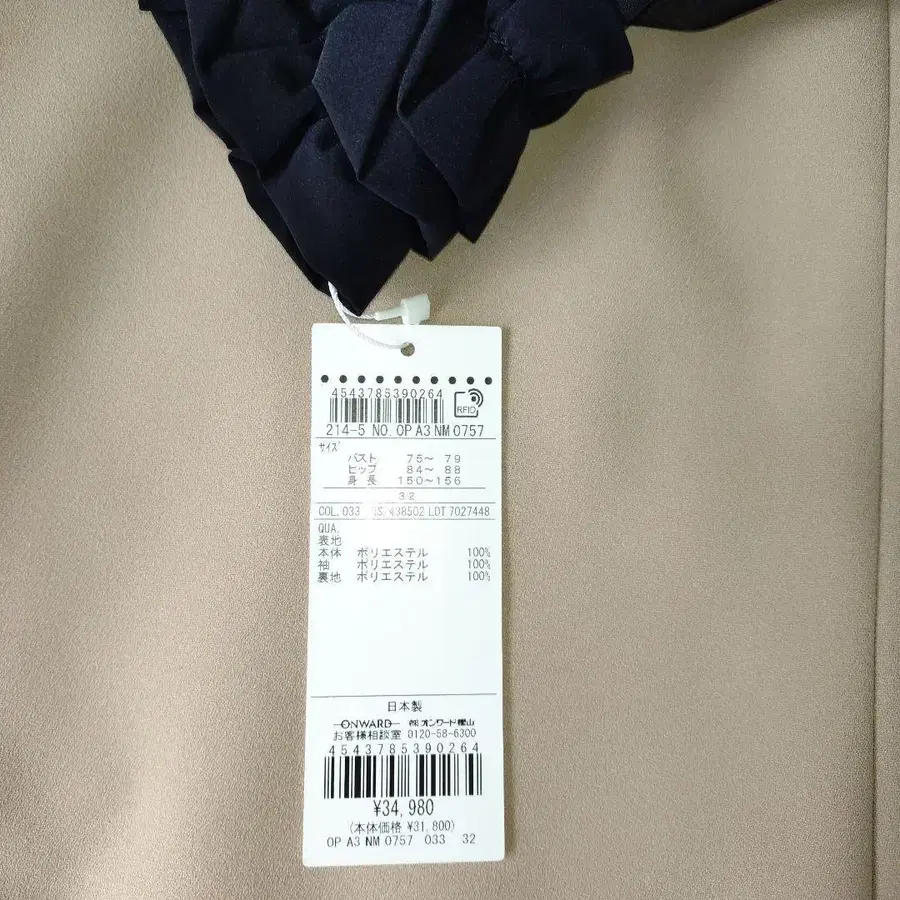 4543785390264
RFID
214-5 NO. OP A3 NM 0757
サイズ
バスト 75～ 79
ヒップ 84～ 88
身 長 150～156
32
COL. 033 438502 LOT 7027448
QUA.
表地
本体 ポリエステル 100%
袖 ポリエステル 100%
裏地 ポリエステル 100%
日本製
ONWARD ㈱オンワード樫山
お客様相談室 0120-58-6300
4543785390264
¥34,980
(本体価格 ¥31,800)
OP A3 NM 0757 033 32